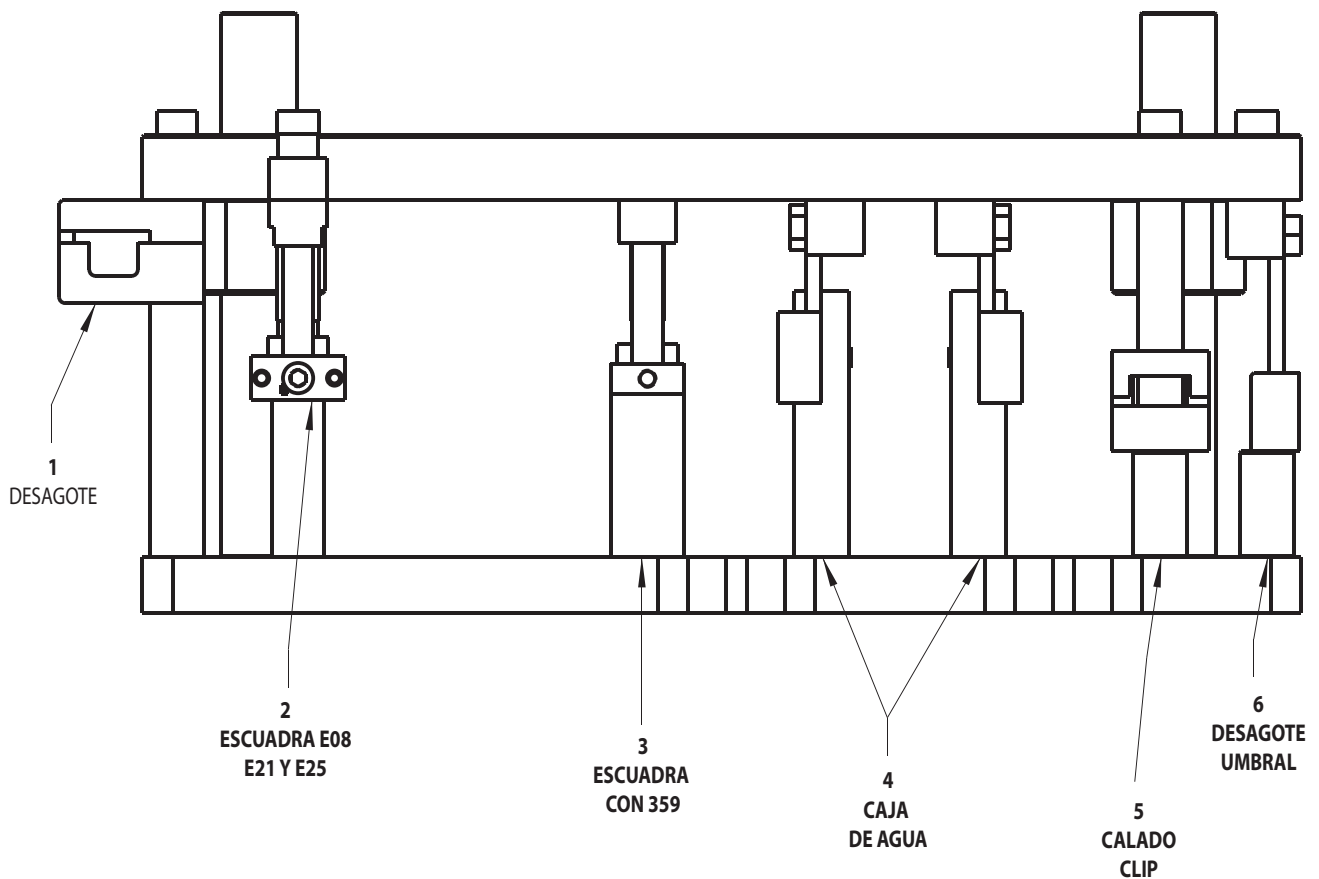 1
DESAGOTE
2
ESCUADRA E08
E21 Y E25
3
ESCUADRA
CON 359
4
CAJA
DE AGUA
5
CALADO
CLIP
6
DESAGOTE
UMBRAL